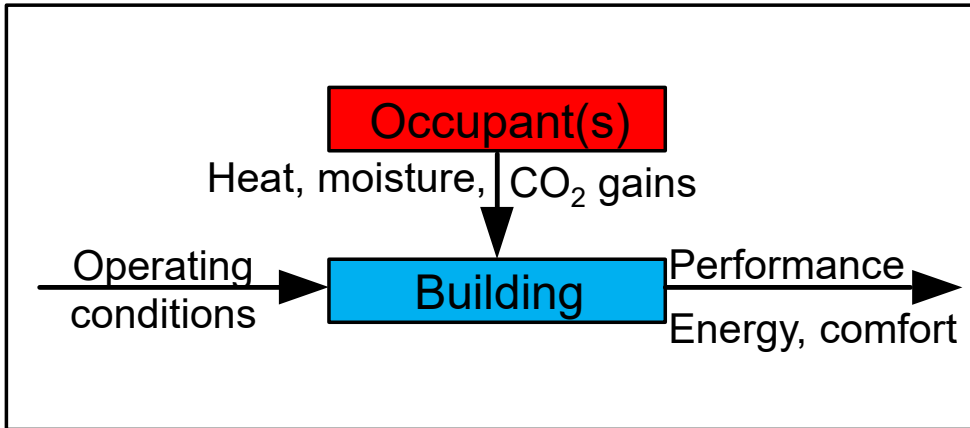 Occupant(s)
Heat, moisture, CO₂ gains
Operating
conditions
Building
Performance
Energy, comfort